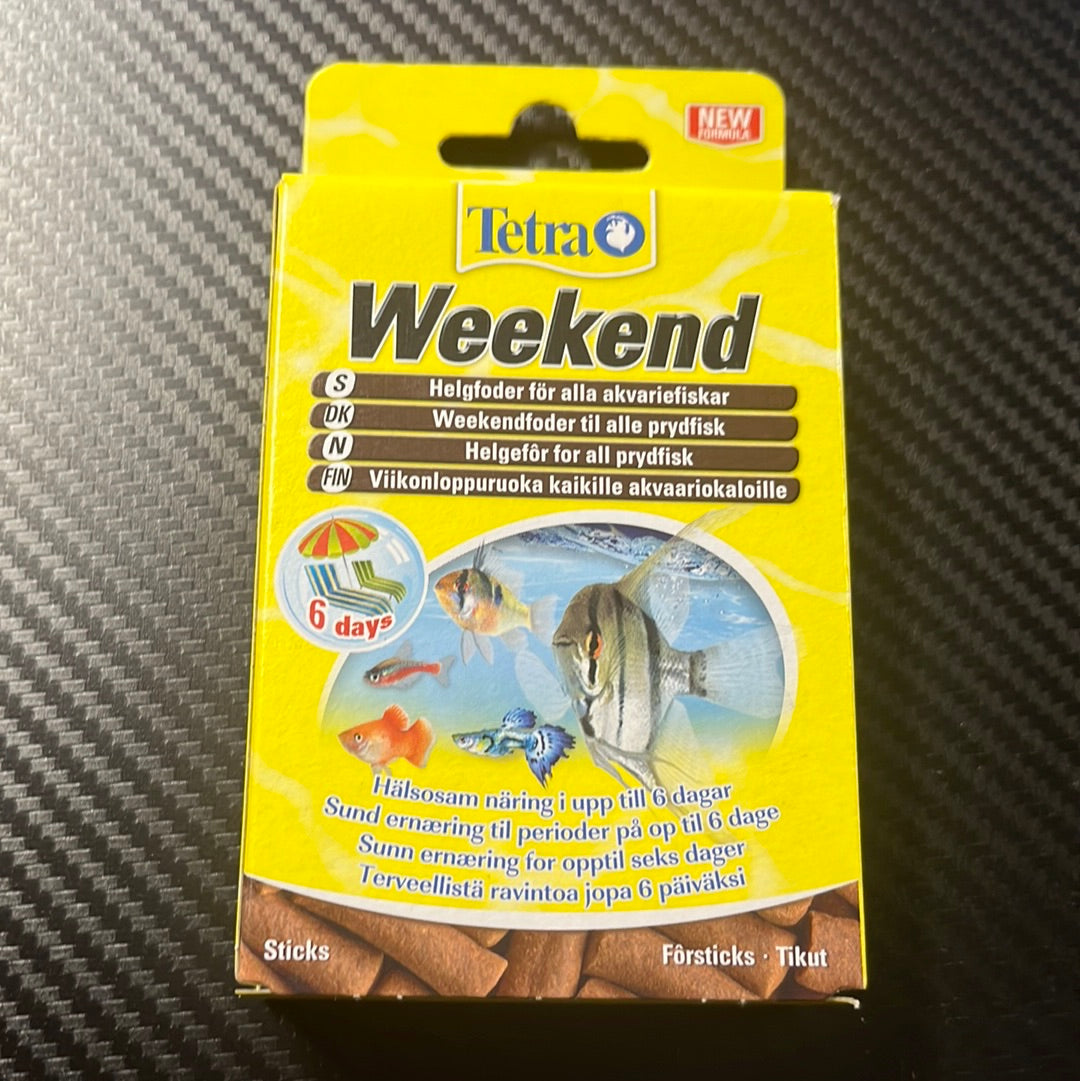 NEW
FORMULA
Tetra
Weekend
S Helgfoder för alla akvariefiskar
DK Weekendfoder til alle prydfisk
N Helgefôr for all prydfisk
FIN Viikonloppuruoka kaikille akvaariokaloille
6 days
Hälsosam näring i upp till 6 dagar
Sund ernæring til perioder på op til 6 dage
Sunn ernæring for opptil seks dager
Terveellistä ravintoa jopa 6 päiväksi
Sticks
Fôrsticks · Tikut